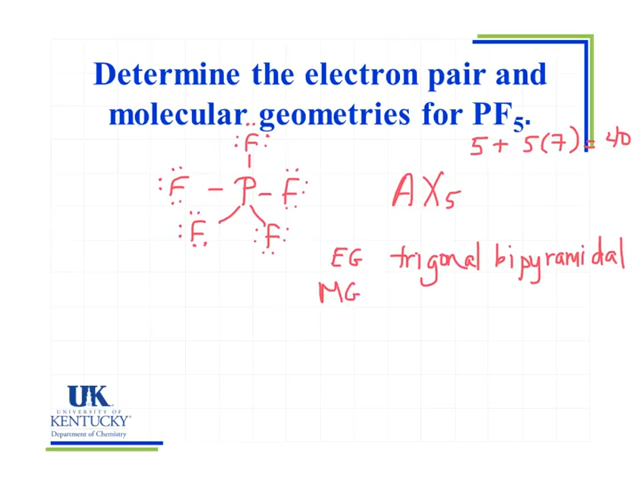 Determine the electron pair and
molecular geometries for PF₅.
5 + 5(7) = 40
F
F – P – F
F F
AX₅
EG trigonal bipyramidal
MG
UK
UNIVERSITY OF
KENTUCKY
Department of Chemistry